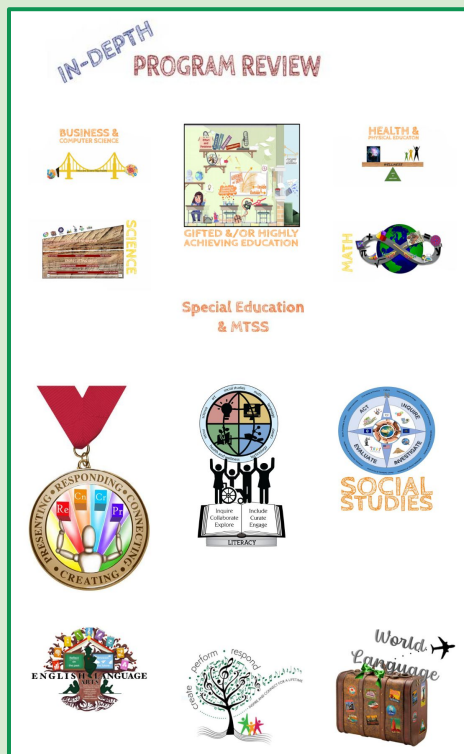 IN-DEPTH
PROGRAM REVIEW
BUSINESS &
COMPUTER SCIENCE
GIFTED &/OR HIGHLY
ACHIEVING EDUCATION
HEALTH &
PHYSICAL EDUCATION
WELLNESS
SCIENCE
MATH
Special Education
& MTSS
PRESENTING • RESPONDING • CONNECTING
• CREATING •
Re
Cn
Cr
Pr
Inquire
Collaborate
Explore
Include
Curate
Engage
LITERACY
ACT
INQUIRE
EVALUATE
INVESTIGATE
SOCIAL
STUDIES
ENGLISH LANGUAGE
ARTS
create perform respond
World
Language